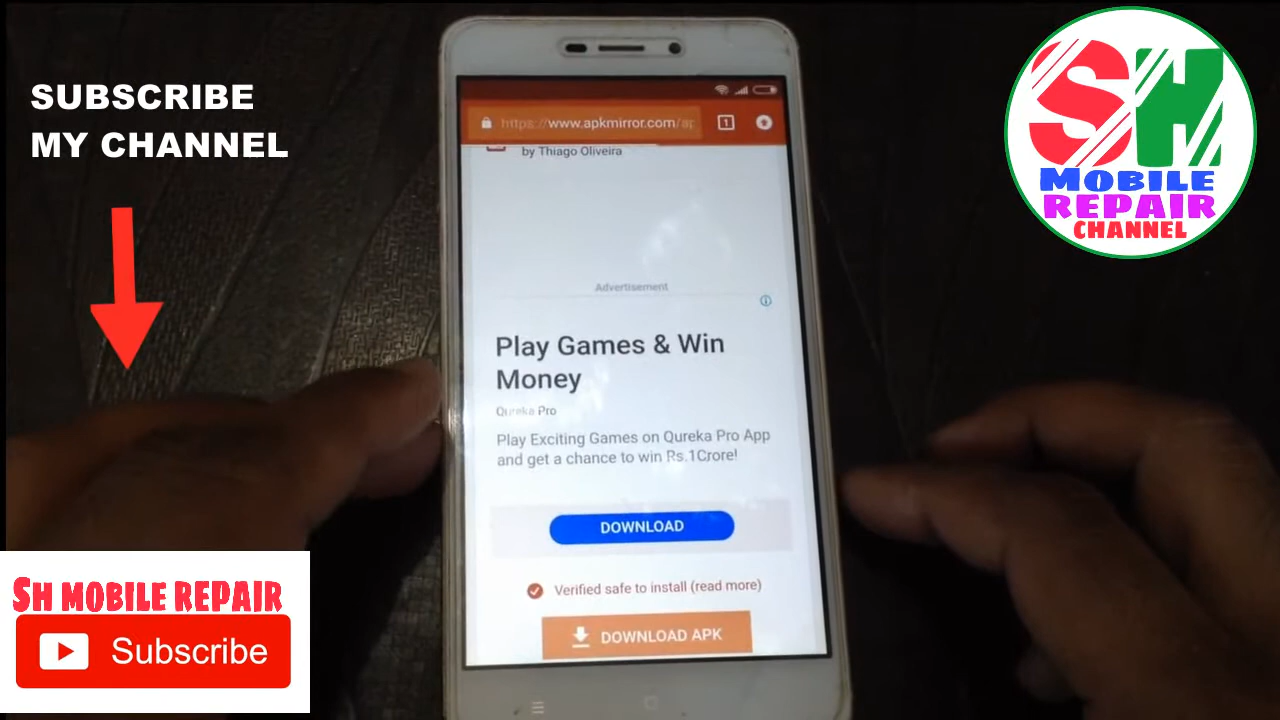 SUBSCRIBE
MY CHANNEL
SH
MOBILE
REPAIR
CHANNEL
https://www.apkmirror.com/ap
1
by Thiago Oliveira
Advertisement
Play Games & Win
Money
Qureka Pro
Play Exciting Games on Qureka Pro App
and get a chance to win Rs.1Crore!
DOWNLOAD
Verified safe to install (read more)
DOWNLOAD APK
SH MOBILE REPAIR
Subscribe